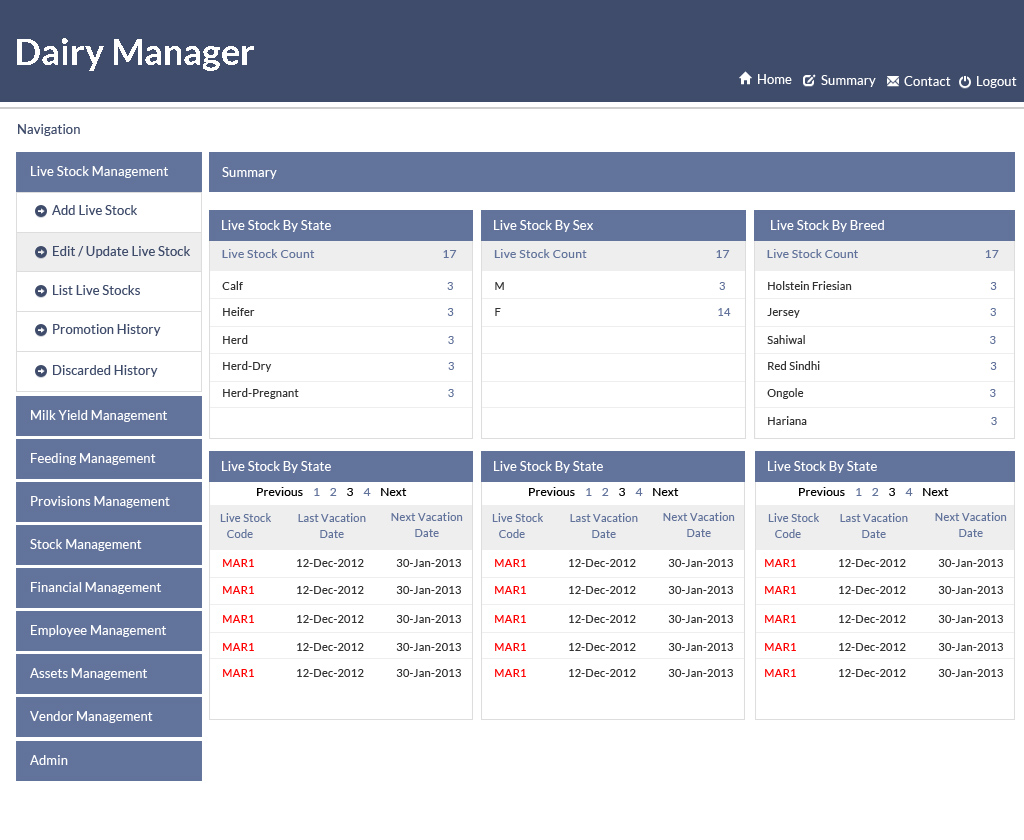 Dairy Manager
Home Summary Contact Logout
Navigation
Live Stock Management
Add Live Stock
Edit / Update Live Stock
List Live Stocks
Promotion History
Discarded History
Milk Yield Management
Feeding Management
Provisions Management
Stock Management
Financial Management
Employee Management
Assets Management
Vendor Management
Admin
Summary
Live Stock By State
Live Stock Count 17
Calf 3
Heifer 3
Herd 3
Herd-Dry 3
Herd-Pregnant 3
Live Stock By Sex
Live Stock Count 17
M 3
F 14
Live Stock By Breed
Live Stock Count 17
Holstein Friesian 3
Jersey 3
Sahiwal 3
Red Sindhi 3
Ongole 3
Hariana 3
Live Stock By State
Previous 1 2 3 4 Next
Live Stock Last Vacation Next Vacation
Code Date Date
MAR1 12-Dec-2012 30-Jan-2013
MAR1 12-Dec-2012 30-Jan-2013
MAR1 12-Dec-2012 30-Jan-2013
MAR1 12-Dec-2012 30-Jan-2013
MAR1 12-Dec-2012 30-Jan-2013
Live Stock By State
Previous 1 2 3 4 Next
Live Stock Last Vacation Next Vacation
Code Date Date
MAR1 12-Dec-2012 30-Jan-2013
MAR1 12-Dec-2012 30-Jan-2013
MAR1 12-Dec-2012 30-Jan-2013
MAR1 12-Dec-2012 30-Jan-2013
MAR1 12-Dec-2012 30-Jan-2013
Live Stock By State
Previous 1 2 3 4 Next
Live Stock Last Vacation Next Vacation
Code Date Date
MAR1 12-Dec-2012 30-Jan-2013
MAR1 12-Dec-2012 30-Jan-2013
MAR1 12-Dec-2012 30-Jan-2013
MAR1 12-Dec-2012 30-Jan-2013
MAR1 12-Dec-2012 30-Jan-2013